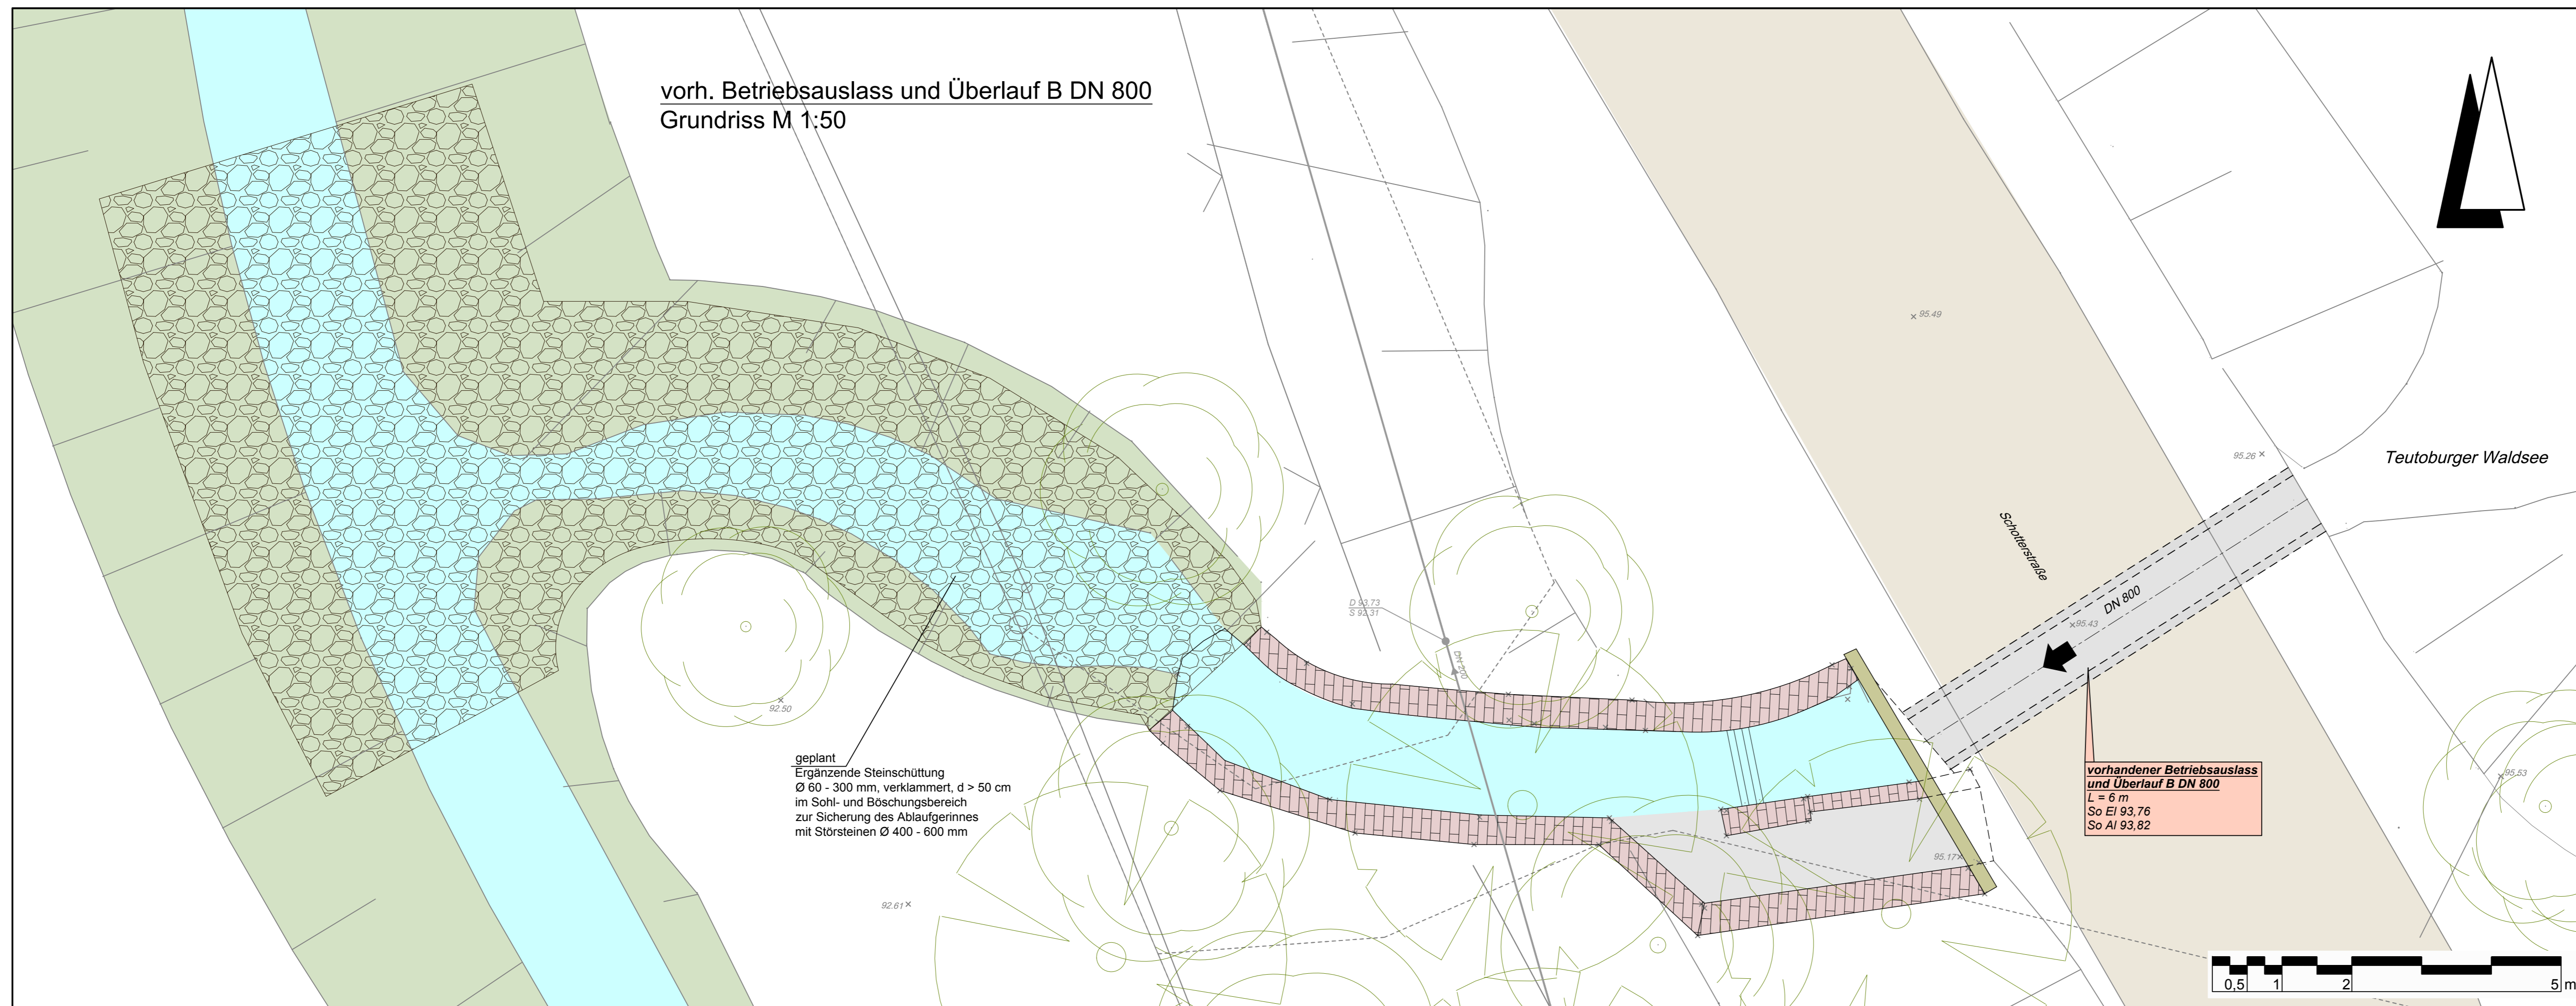 vorh. Betriebsauslass und Überlauf B DN 800
Grundriss M 1:50
95.49
95.26
Teutoburger Waldsee
Schotterstraße
DN 800
95.43
D 93,73
S 92.31
DN 200
92.50
geplant
Ergänzende Steinschüttung
Ø 60 - 300 mm, verklammert, d > 50 cm
im Sohl- und Böschungsbereich
zur Sicherung des Ablaufgerinnes
mit Störsteinen Ø 400 - 600 mm
vorhandener Betriebsauslass
und Überlauf B DN 800
L = 6 m
So El 93,76
So Al 93,82
95.53
95.17
92.61
0,5 1 2 5 m